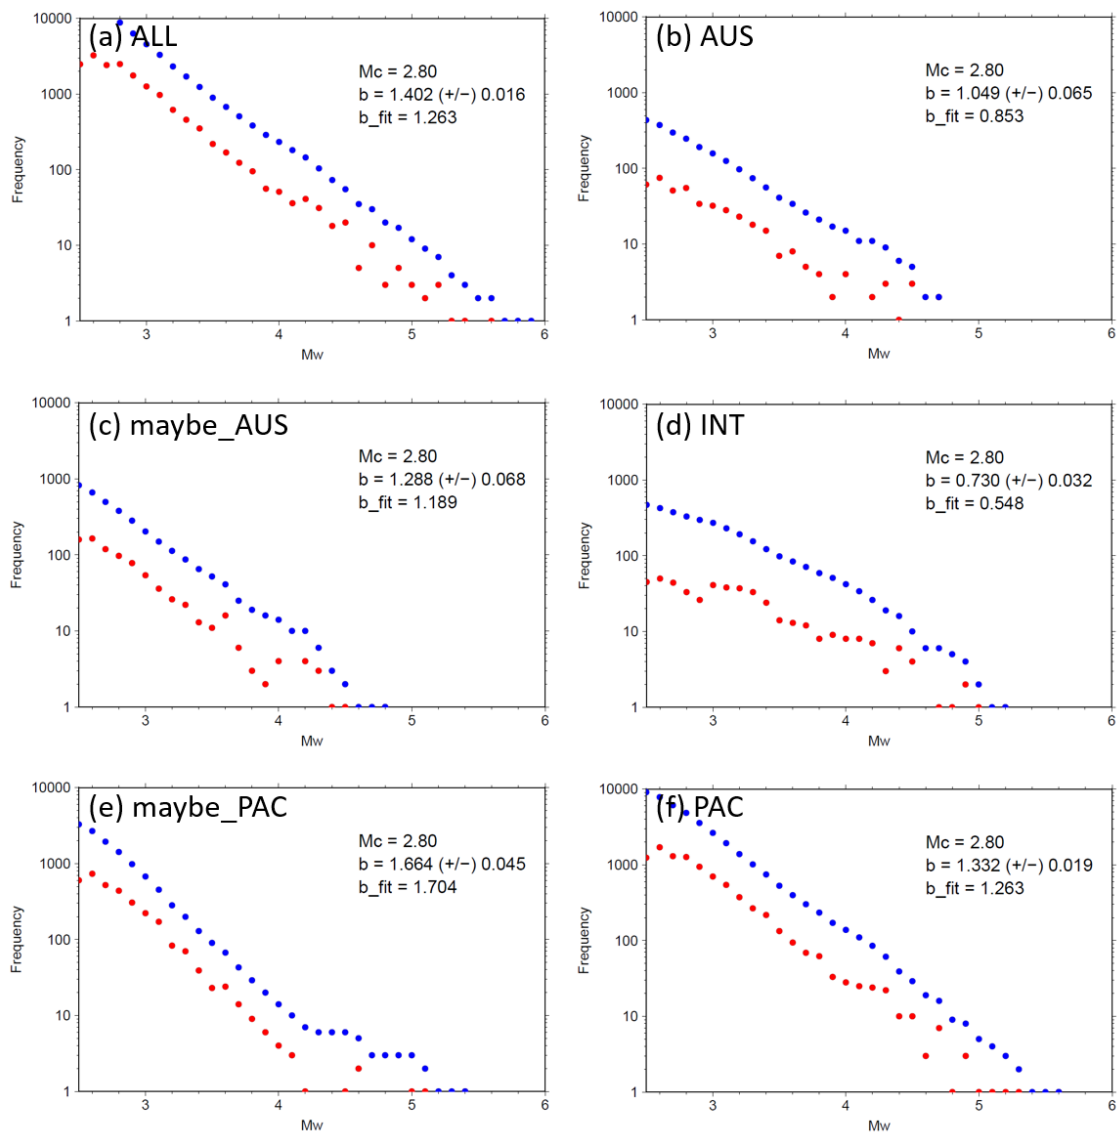 (a) ALL
10000
1000
100
10
1
Frequency
Mc = 2.80
b = 1.402 (+/−) 0.016
b_fit = 1.263
3 4 5 6
Mw
(b) AUS
10000
1000
100
10
1
Frequency
Mc = 2.80
b = 1.049 (+/−) 0.065
b_fit = 0.853
3 4 5 6
Mw
(c) maybe_AUS
10000
1000
100
10
1
Frequency
Mc = 2.80
b = 1.288 (+/−) 0.068
b_fit = 1.189
3 4 5 6
Mw
(d) INT
10000
1000
100
10
1
Frequency
Mc = 2.80
b = 0.730 (+/−) 0.032
b_fit = 0.548
3 4 5 6
Mw
(e) maybe_PAC
10000
1000
100
10
1
Frequency
Mc = 2.80
b = 1.664 (+/−) 0.045
b_fit = 1.704
3 4 5 6
Mw
(f) PAC
10000
1000
100
10
1
Frequency
Mc = 2.80
b = 1.332 (+/−) 0.019
b_fit = 1.263
3 4 5 6
Mw